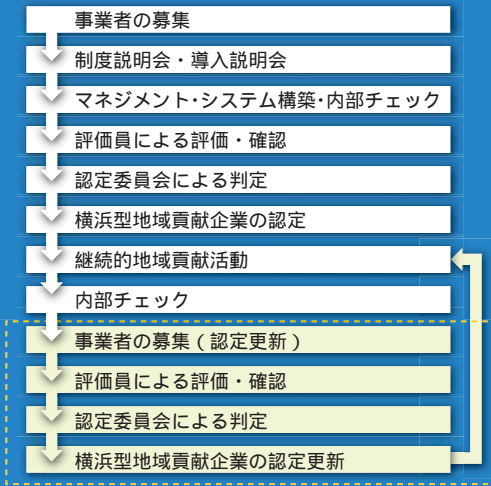 事業者の募集
制度説明会・導入説明会
マネジメント・システム構築・内部チェック
評価員による評価・確認
認定委員会による判定
横浜型地域貢献企業の認定
継続的地域貢献活動
内部チェック
事業者の募集（認定更新）
評価員による評価・確認
認定委員会による判定
横浜型地域貢献企業の認定更新